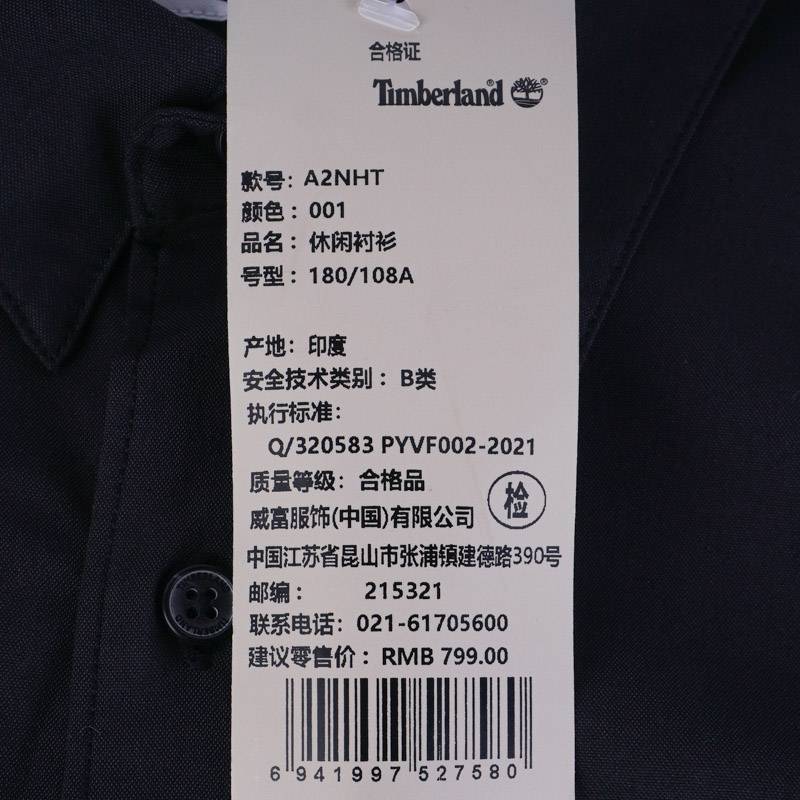 合格证
Timberland®
款号：A2NHT
颜色：001
品名：休闲衬衫
号型：180/108A
产地：印度
安全技术类别：B类
执行标准：
Q/320583 PYVF002-2021
质量等级：合格品
检
威富服饰(中国)有限公司
中国江苏省昆山市张浦镇建德路390号
邮编：215321
联系电话：021-61705600
建议零售价：RMB 799.00
6 941997 527580